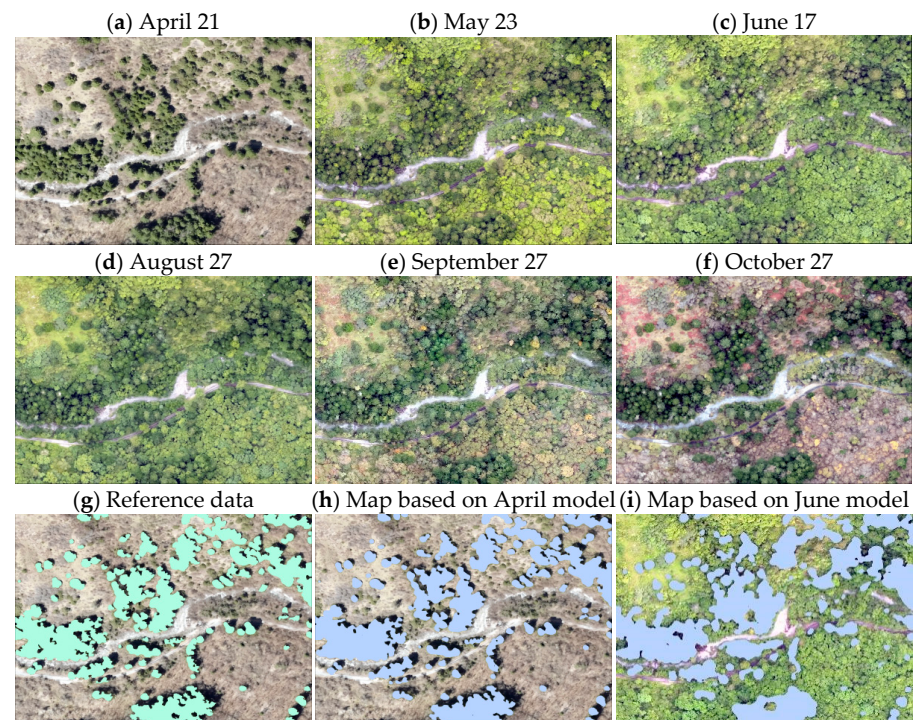 (a) April 21 (b) May 23 (c) June 17
(d) August 27 (e) September 27 (f) October 27
(g) Reference data (h) Map based on April model (i) Map based on June model